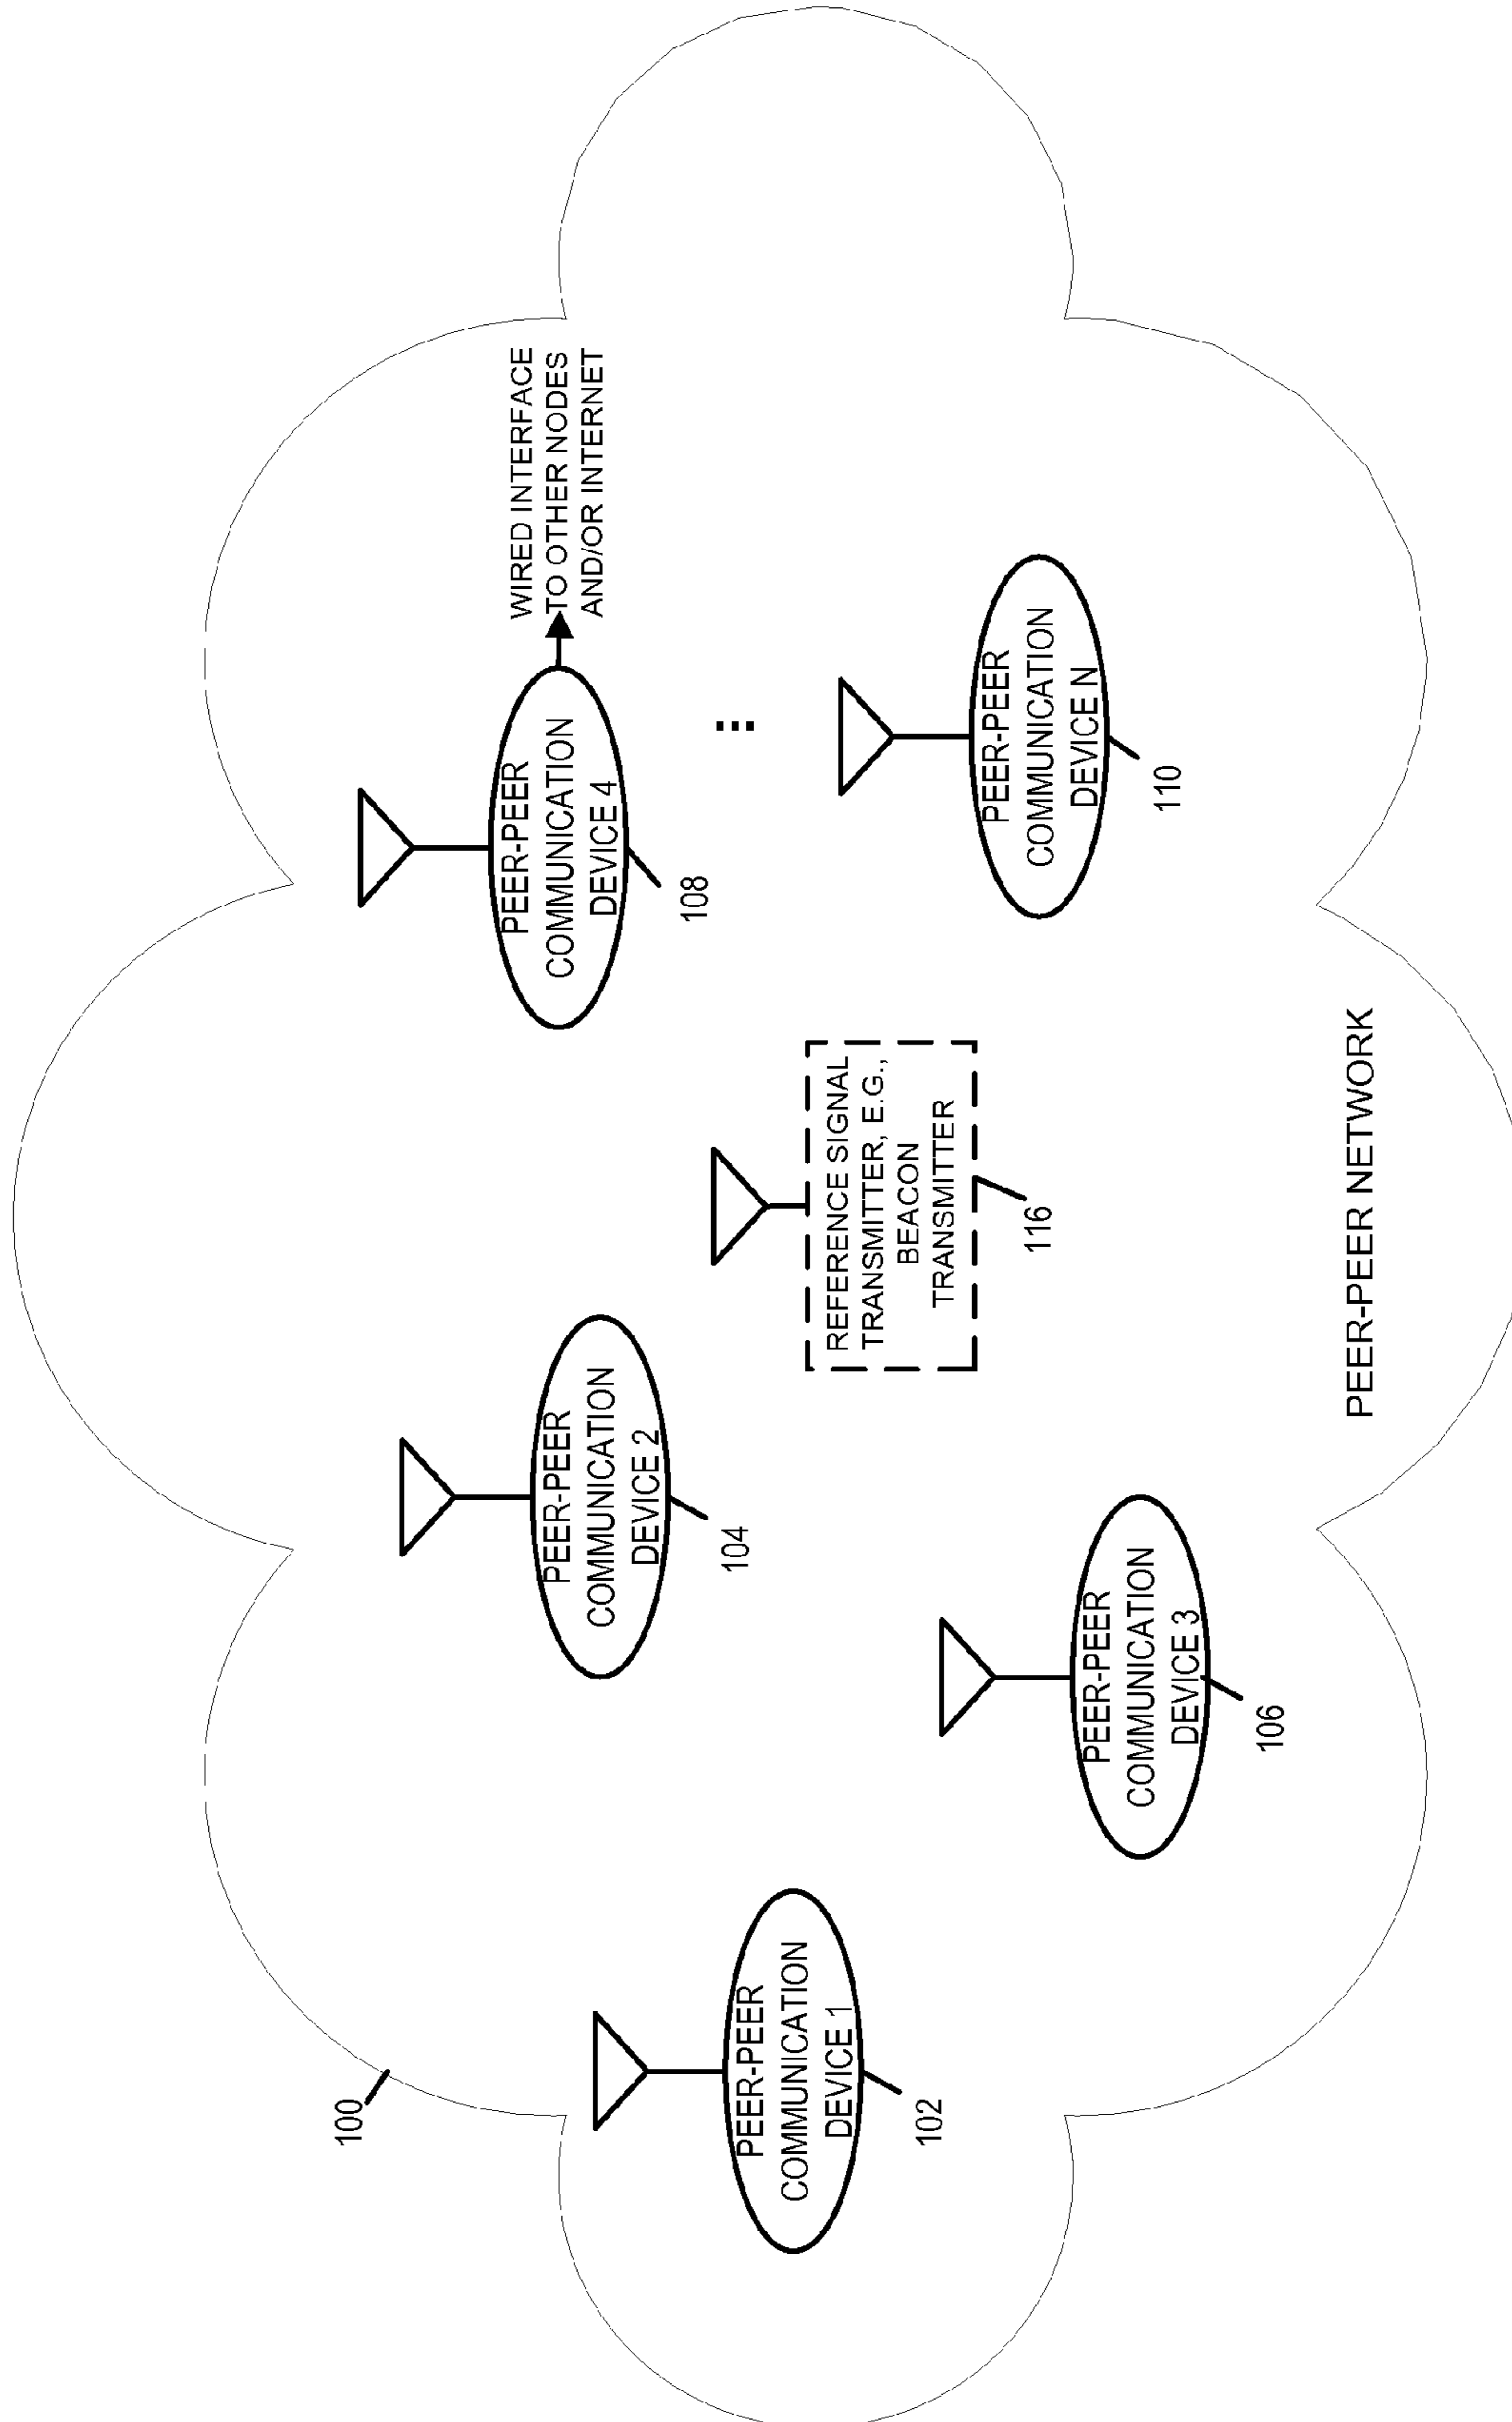 100
PEER-PEER
COMMUNICATION
DEVICE 1
102
PEER-PEER
COMMUNICATION
DEVICE 2
104
PEER-PEER
COMMUNICATION
DEVICE 3
106
REFERENCE SIGNAL
TRANSMITTER, E.G.,
BEACON
TRANSMITTER
116
PEER-PEER
COMMUNICATION
DEVICE 4
108
WIRED INTERFACE
TO OTHER NODES
AND/OR INTERNET
...
PEER-PEER
COMMUNICATION
DEVICE N
110
PEER-PEER NETWORK